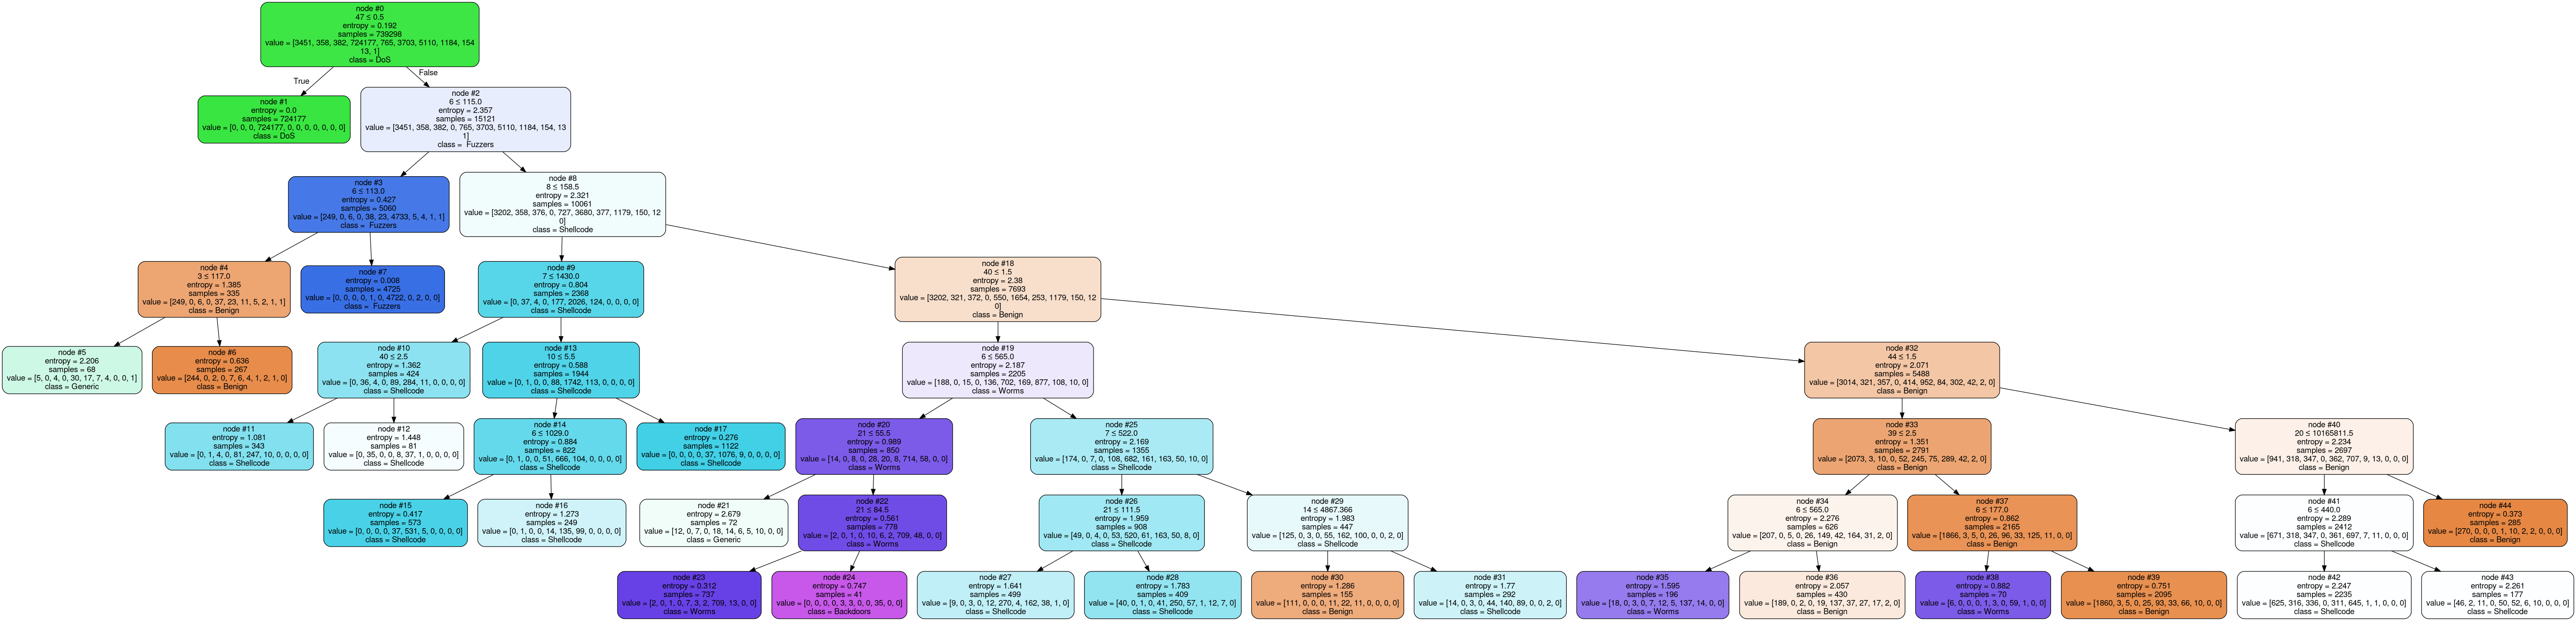 node #0
47 ≤ 0.5
entropy = 0.192
samples = 739298
value = [3451, 358, 382, 724177, 765, 3703, 5110, 1184, 154
13, 1]
class = DoS
True
False
node #1
entropy = 0.0
samples = 724177
value = [0, 0, 0, 724177, 0, 0, 0, 0, 0, 0, 0]
class = DoS
node #2
6 ≤ 115.0
entropy = 2.357
samples = 15121
value = [3451, 358, 382, 0, 765, 3703, 5110, 1184, 154, 13
1]
class = Fuzzers
node #3
6 ≤ 113.0
entropy = 0.427
samples = 5060
value = [249, 0, 6, 0, 38, 23, 4733, 5, 4, 1, 1]
class = Fuzzers
node #8
8 ≤ 158.5
entropy = 2.321
samples = 10061
value = [3202, 358, 376, 0, 727, 3680, 377, 1179, 150, 12
0]
class = Shellcode
node #4
3 ≤ 117.0
entropy = 1.385
samples = 335
value = [249, 0, 6, 0, 37, 23, 11, 5, 2, 1, 1]
class = Benign
node #7
entropy = 0.008
samples = 4725
value = [0, 0, 0, 0, 1, 0, 4722, 0, 2, 0, 0]
class = Fuzzers
node #9
7 ≤ 1430.0
entropy = 0.804
samples = 2368
value = [0, 37, 4, 0, 177, 2026, 124, 0, 0, 0, 0]
class = Shellcode
node #18
40 ≤ 1.5
entropy = 2.38
samples = 7693
value = [3202, 321, 372, 0, 550, 1654, 253, 1179, 150, 12
0]
class = Benign
node #5
entropy = 2.206
samples = 68
value = [5, 0, 4, 0, 30, 17, 7, 4, 0, 0, 1]
class = Generic
node #6
entropy = 0.636
samples = 267
value = [244, 0, 2, 0, 7, 6, 4, 1, 2, 1, 0]
class = Benign
node #10
40 ≤ 2.5
entropy = 1.362
samples = 424
value = [0, 36, 4, 0, 89, 284, 11, 0, 0, 0, 0]
class = Shellcode
node #13
10 ≤ 5.5
entropy = 0.588
samples = 1944
value = [0, 1, 0, 0, 88, 1742, 113, 0, 0, 0, 0]
class = Shellcode
node #19
6 ≤ 565.0
entropy = 2.187
samples = 2205
value = [188, 0, 15, 0, 136, 702, 169, 877, 108, 10, 0]
class = Worms
node #32
44 ≤ 1.5
entropy = 2.071
samples = 5488
value = [3014, 321, 357, 0, 414, 952, 84, 302, 42, 2, 0]
class = Benign
node #11
entropy = 1.081
samples = 343
value = [0, 1, 4, 0, 81, 247, 10, 0, 0, 0, 0]
class = Shellcode
node #12
entropy = 1.448
samples = 81
value = [0, 35, 0, 0, 8, 37, 1, 0, 0, 0, 0]
class = Shellcode
node #14
6 ≤ 1029.0
entropy = 0.884
samples = 822
value = [0, 1, 0, 0, 51, 666, 104, 0, 0, 0, 0]
class = Shellcode
node #17
entropy = 0.276
samples = 1122
value = [0, 0, 0, 0, 37, 1076, 9, 0, 0, 0, 0]
class = Shellcode
node #20
21 ≤ 55.5
entropy = 0.989
samples = 850
value = [14, 0, 8, 0, 28, 20, 8, 714, 58, 0, 0]
class = Worms
node #25
7 ≤ 522.0
entropy = 2.169
samples = 1355
value = [174, 0, 7, 0, 108, 682, 161, 163, 50, 10, 0]
class = Shellcode
node #33
39 ≤ 2.5
entropy = 1.351
samples = 2791
value = [2073, 3, 10, 0, 52, 245, 75, 289, 42, 2, 0]
class = Benign
node #40
20 ≤ 10165811.5
entropy = 2.234
samples = 2697
value = [941, 318, 347, 0, 362, 707, 9, 13, 0, 0, 0]
class = Benign
node #15
entropy = 0.417
samples = 573
value = [0, 0, 0, 0, 37, 531, 5, 0, 0, 0, 0]
class = Shellcode
node #16
entropy = 1.273
samples = 249
value = [0, 1, 0, 0, 14, 135, 99, 0, 0, 0, 0]
class = Shellcode
node #21
entropy = 2.679
samples = 72
value = [12, 0, 7, 0, 18, 14, 6, 5, 10, 0, 0]
class = Generic
node #22
21 ≤ 84.5
entropy = 0.561
samples = 778
value = [2, 0, 1, 0, 10, 6, 2, 709, 48, 0, 0]
class = Worms
node #26
21 ≤ 111.5
entropy = 1.959
samples = 908
value = [49, 0, 4, 0, 53, 520, 61, 163, 50, 8, 0]
class = Shellcode
node #29
14 ≤ 4867.366
entropy = 1.983
samples = 447
value = [125, 0, 3, 0, 55, 162, 100, 0, 0, 2, 0]
class = Shellcode
node #34
6 ≤ 565.0
entropy = 2.276
samples = 626
value = [207, 0, 5, 0, 26, 149, 42, 164, 31, 2, 0]
class = Benign
node #37
6 ≤ 177.0
entropy = 0.862
samples = 2165
value = [1866, 3, 5, 0, 26, 96, 33, 125, 11, 0, 0]
class = Benign
node #41
6 ≤ 440.0
entropy = 2.289
samples = 2412
value = [671, 318, 347, 0, 361, 697, 7, 11, 0, 0, 0]
class = Shellcode
node #44
entropy = 0.373
samples = 285
value = [270, 0, 0, 0, 1, 10, 2, 2, 0, 0, 0]
class = Benign
node #23
entropy = 0.312
samples = 737
value = [2, 0, 1, 0, 7, 3, 2, 709, 13, 0, 0]
class = Worms
node #24
entropy = 0.747
samples = 41
value = [0, 0, 0, 0, 3, 3, 0, 0, 35, 0, 0]
class = Backdoors
node #27
entropy = 1.641
samples = 499
value = [9, 0, 3, 0, 12, 270, 4, 162, 38, 1, 0]
class = Shellcode
node #28
entropy = 1.783
samples = 409
value = [40, 0, 1, 0, 41, 250, 57, 1, 12, 7, 0]
class = Shellcode
node #30
entropy = 1.286
samples = 155
value = [111, 0, 0, 0, 11, 22, 11, 0, 0, 0, 0]
class = Benign
node #31
entropy = 1.77
samples = 292
value = [14, 0, 3, 0, 44, 140, 89, 0, 0, 2, 0]
class = Shellcode
node #35
entropy = 1.595
samples = 196
value = [18, 0, 3, 0, 7, 12, 5, 137, 14, 0, 0]
class = Worms
node #36
entropy = 2.057
samples = 430
value = [189, 0, 2, 0, 19, 137, 37, 27, 17, 2, 0]
class = Benign
node #38
entropy = 0.882
samples = 70
value = [6, 0, 0, 0, 1, 3, 0, 59, 1, 0, 0]
class = Worms
node #39
entropy = 0.751
samples = 2095
value = [1860, 3, 5, 0, 25, 93, 33, 66, 10, 0, 0]
class = Benign
node #42
entropy = 2.247
samples = 2235
value = [625, 316, 336, 0, 311, 645, 1, 1, 0, 0, 0]
class = Shellcode
node #43
entropy = 2.261
samples = 177
value = [46, 2, 11, 0, 50, 52, 6, 10, 0, 0, 0]
class = Shellcode